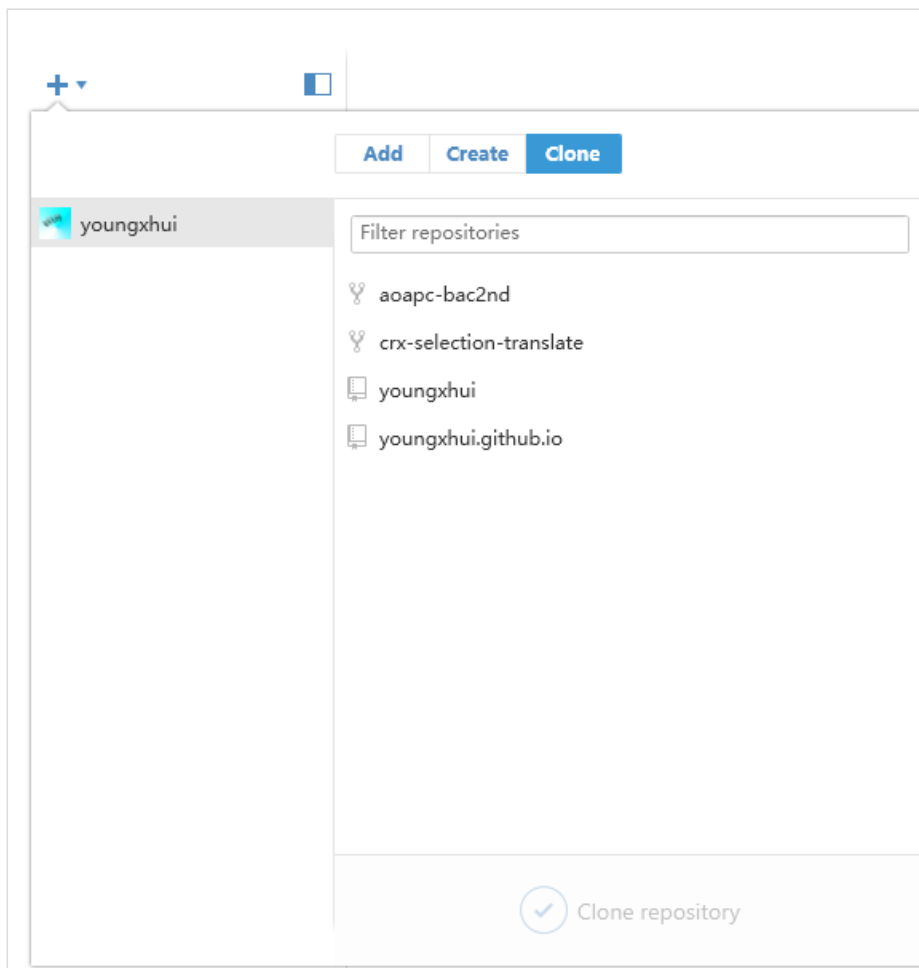 Add Create Clone
youngxhui
Filter repositories
aoapc-bac2nd
crx-selection-translate
youngxhui
youngxhui.github.io
Clone repository